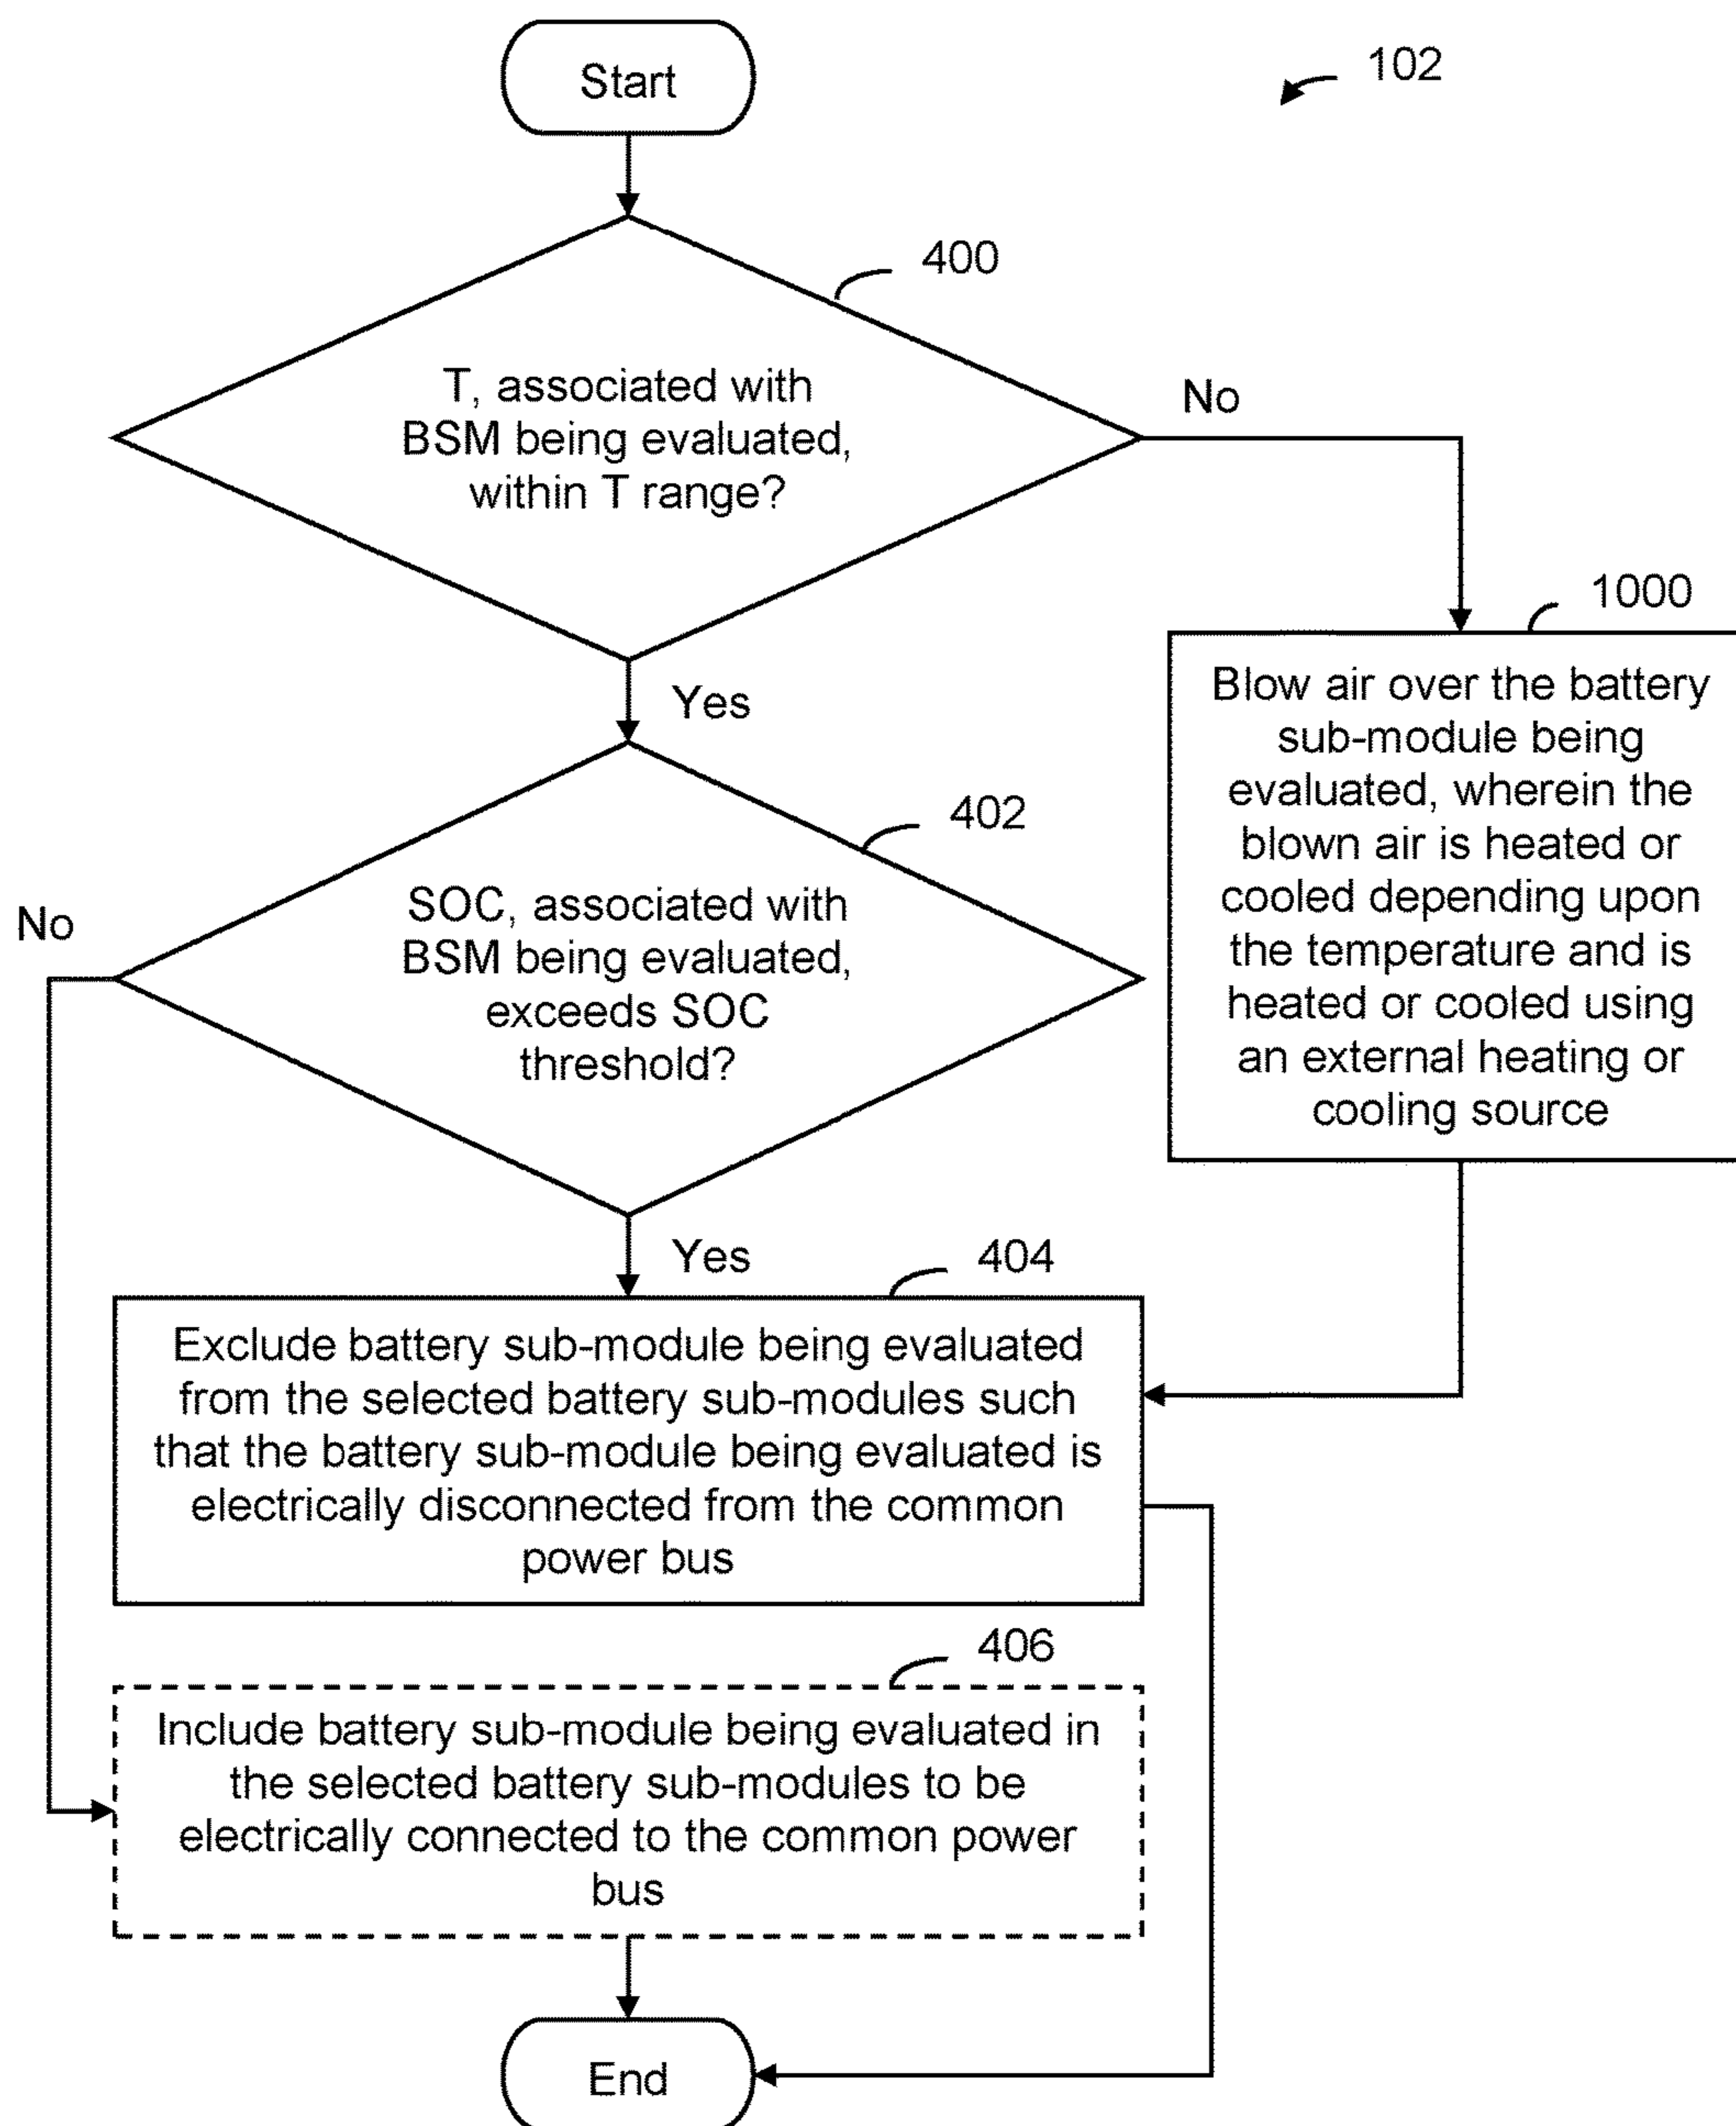 Start
102
400
T, associated with
BSM being evaluated,
within T range?
No
1000
Blow air over the battery
sub-module being
evaluated, wherein the
blown air is heated or
cooled depending upon
the temperature and is
heated or cooled using
an external heating or
cooling source
Yes
402
SOC, associated with
BSM being evaluated,
exceeds SOC
threshold?
No
Yes
404
Exclude battery sub-module being evaluated
from the selected battery sub-modules such
that the battery sub-module being evaluated is
electrically disconnected from the common
power bus
406
Include battery sub-module being evaluated in
the selected battery sub-modules to be
electrically connected to the common power
bus
End